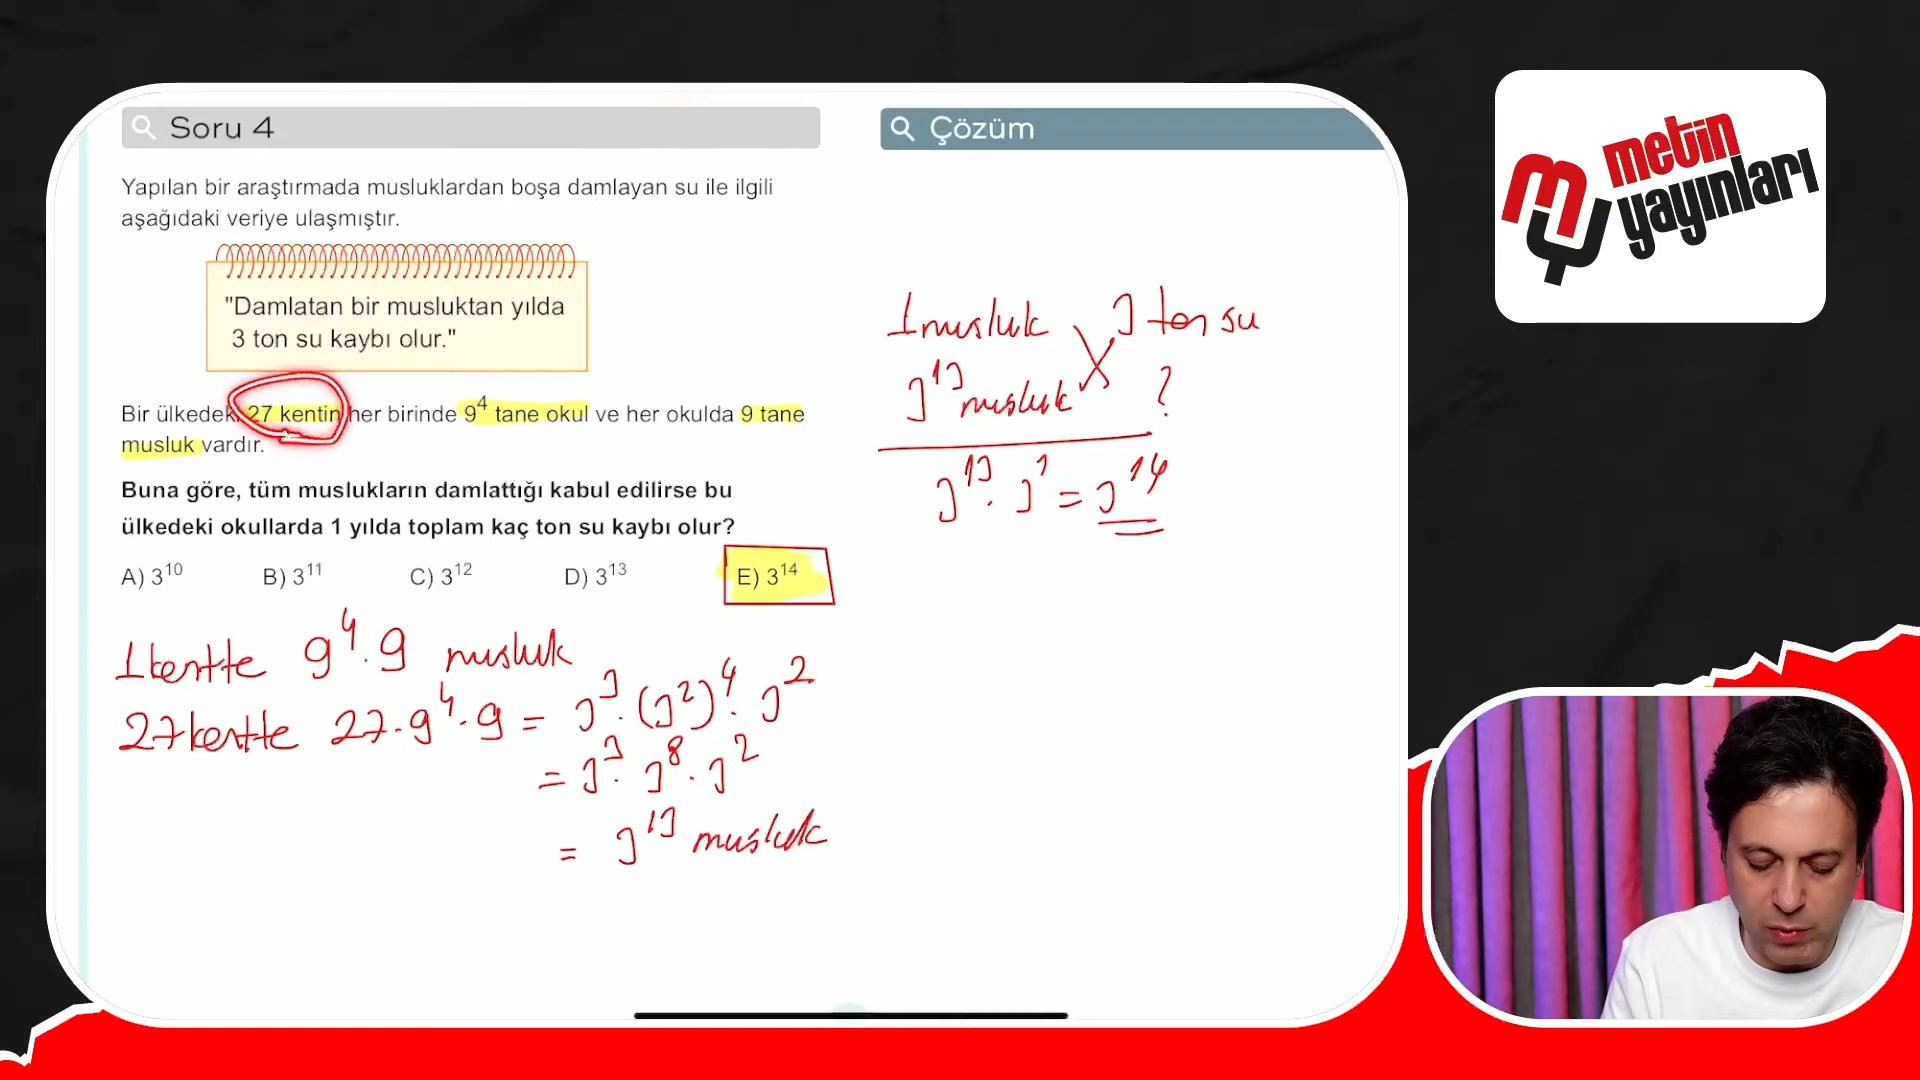 Soru 4
Yapılan bir araştırmada musluklardan boşa damlayan su ile ilgili
aşağıdaki veriye ulaşmıştır.
"Damlatan bir musluktan yılda
3 ton su kaybı olur."
Bir ülkedeki 27 kentin her birinde 9⁴ tane okul ve her okulda 9 tane
musluk vardır.
Buna göre, tüm muslukların damlattığı kabul edilirse bu
ülkedeki okullarda 1 yılda toplam kaç ton su kaybı olur?
A) 3¹⁰ B) 3¹¹ C) 3¹² D) 3¹³ E) 3¹⁴
1 kentte 9⁴ . 9 musluk
27 kentte 27 . 9⁴ . 9 = 3³ . (3²)⁴ . 3²
= 3³ . 3⁸ . 3²
= 3¹³ musluk
Çözüm
1 musluk 3 ton su
3¹³ musluk ?
3¹³ . 3¹ = 3¹⁴
metin
yayınları